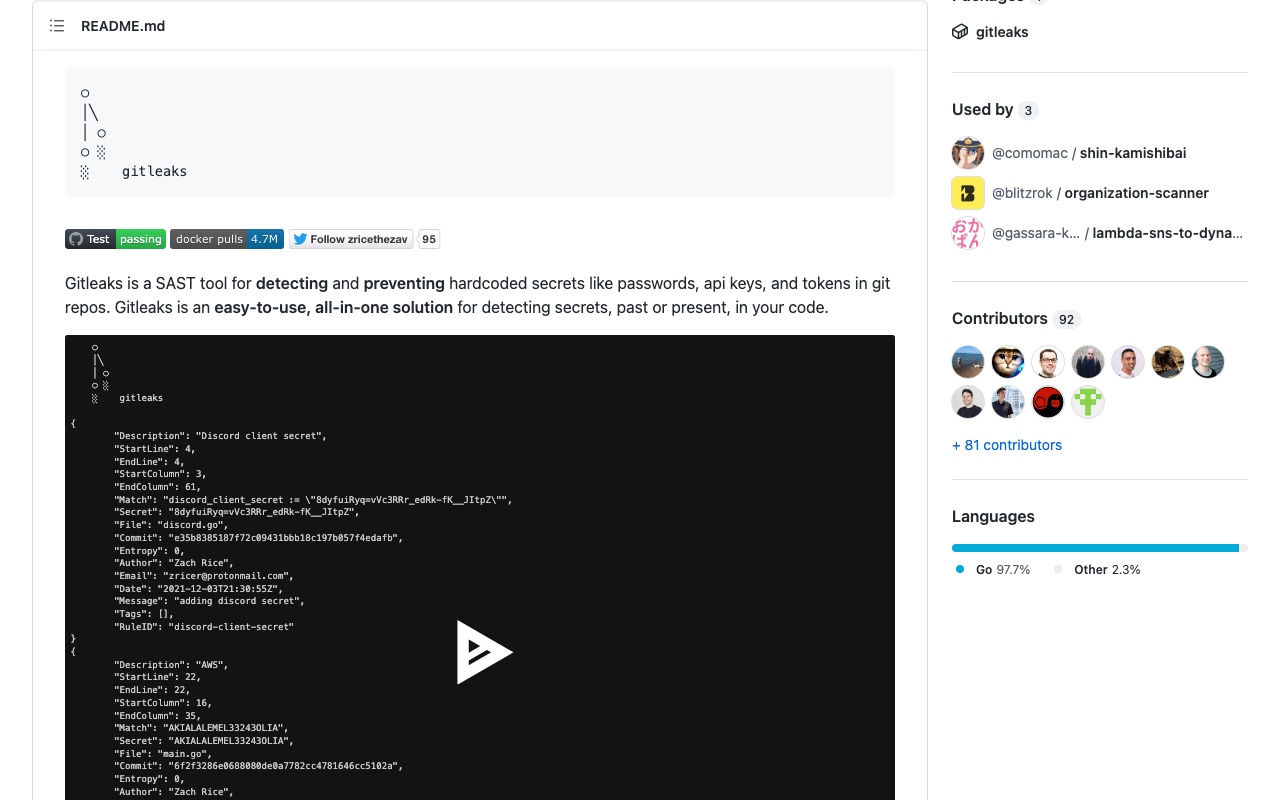 README.md
gitleaks
Test passing
docker pulls 4.7M
Follow zricethezav 95
Gitleaks is a SAST tool for detecting and preventing hardcoded secrets like passwords, api keys, and tokens in git
repos. Gitleaks is an easy-to-use, all-in-one solution for detecting secrets, past or present, in your code.
gitleaks
{
"Description": "Discord client secret",
"StartLine": 4,
"EndLine": 4,
"StartColumn": 3,
"EndColumn": 61,
"Match": "discord_client_secret := \"8dyfuiRyq=vVc3RRr_edRk-fK__JItpZ\"",
"Secret": "8dyfuiRyq=vVc3RRr_edRk-fK__JItpZ",
"File": "discord.go",
"Commit": "e35b8385187f72c09431bbb18c197b057f4edafb",
"Entropy": 0,
"Author": "Zach Rice",
"Email": "zricer@protonmail.com",
"Date": "2021-12-03T21:30:55Z",
"Message": "adding discord secret",
"Tags": [],
"RuleID": "discord-client-secret"
}
{
"Description": "AWS",
"StartLine": 22,
"EndLine": 22,
"StartColumn": 16,
"EndColumn": 35,
"Match": "AKIALALEMEL33243OLIA",
"Secret": "AKIALALEMEL33243OLIA",
"File": "main.go",
"Commit": "6f2f3286e0688080de0a7782cc4781646cc5102a",
"Entropy": 0,
"Author": "Zach Rice",
gitleaks
Used by 3
@comomac / shin-kamishibai
@blitzrok / organization-scanner
おか
ぱん
@gassara-k... / lambda-sns-to-dyna...
Contributors 92
+ 81 contributors
Languages
Go 97.7%
Other 2.3%